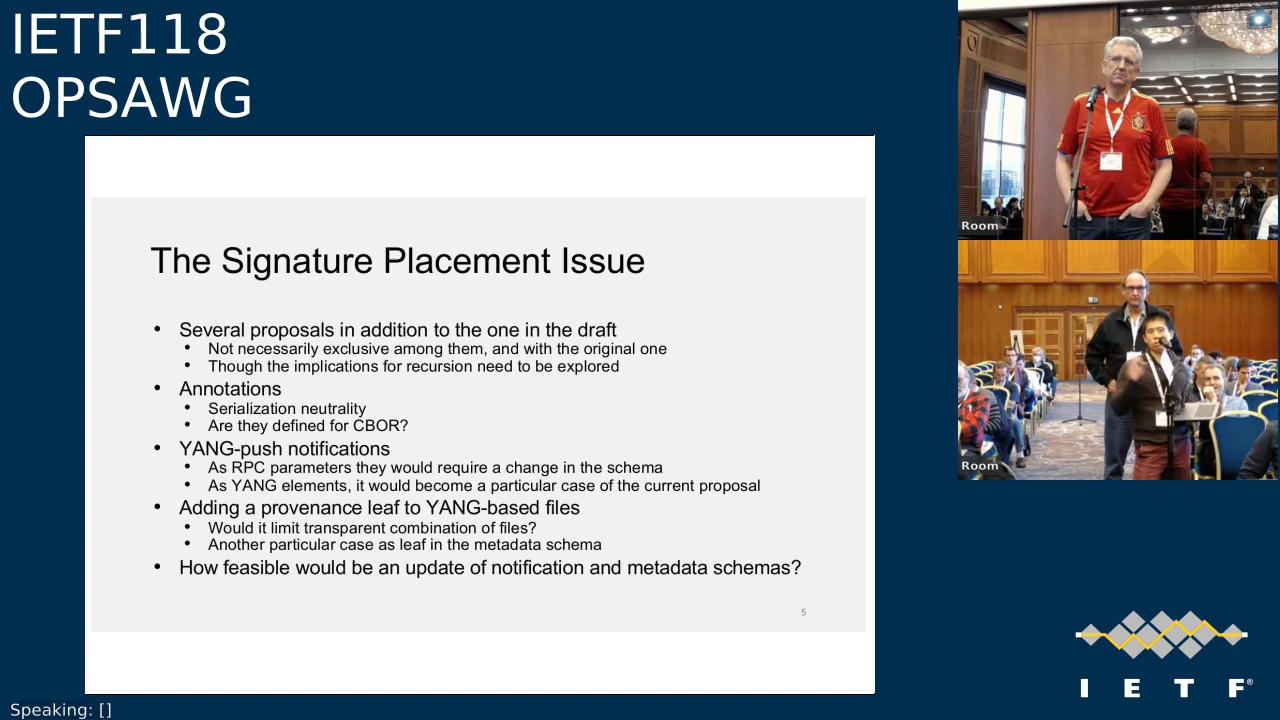 IETF118
OPSAWG
Room
The Signature Placement Issue
• Several proposals in addition to the one in the draft
• Not necessarily exclusive among them, and with the original one
• Though the implications for recursion need to be explored
• Annotations
• Serialization neutrality
• Are they defined for CBOR?
• YANG-push notifications
• As RPC parameters they would require a change in the schema
• As YANG elements, it would become a particular case of the current proposal
• Adding a provenance leaf to YANG-based files
• Would it limit transparent combination of files?
• Another particular case as leaf in the metadata schema
• How feasible would be an update of notification and metadata schemas?
5
Room
I E T F®
Speaking: []